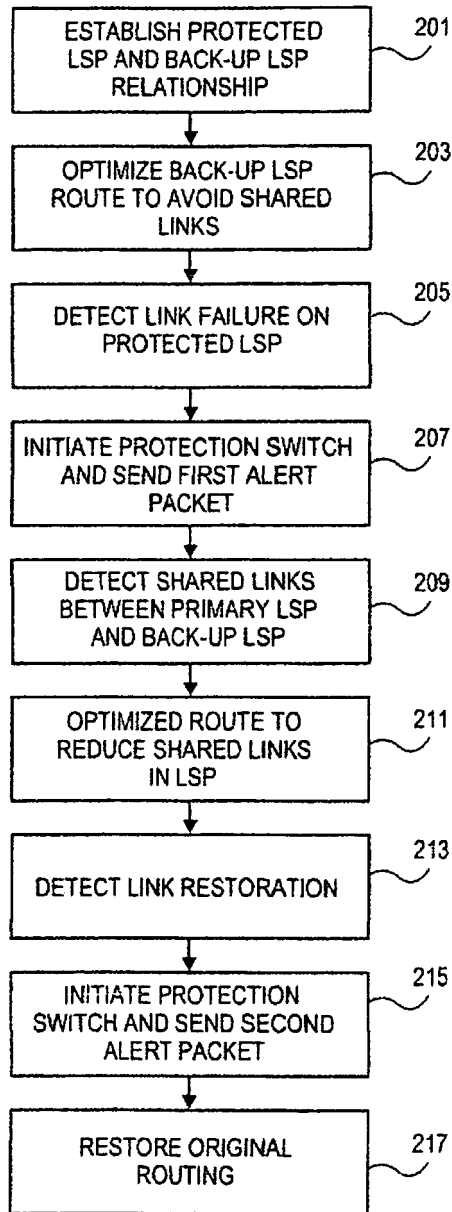 ESTABLISH PROTECTED
LSP AND BACK-UP LSP
RELATIONSHIP
201
OPTIMIZE BACK-UP LSP
ROUTE TO AVOID SHARED
LINKS
203
DETECT LINK FAILURE ON
PROTECTED LSP
205
INITIATE PROTECTION SWITCH
AND SEND FIRST ALERT
PACKET
207
DETECT SHARED LINKS
BETWEEN PRIMARY LSP
AND BACK-UP LSP
209
OPTIMIZED ROUTE TO
REDUCE SHARED LINKS
IN LSP
211
DETECT LINK RESTORATION
213
INITIATE PROTECTION
SWITCH AND SEND SECOND
ALERT PACKET
215
RESTORE ORIGINAL
ROUTING
217